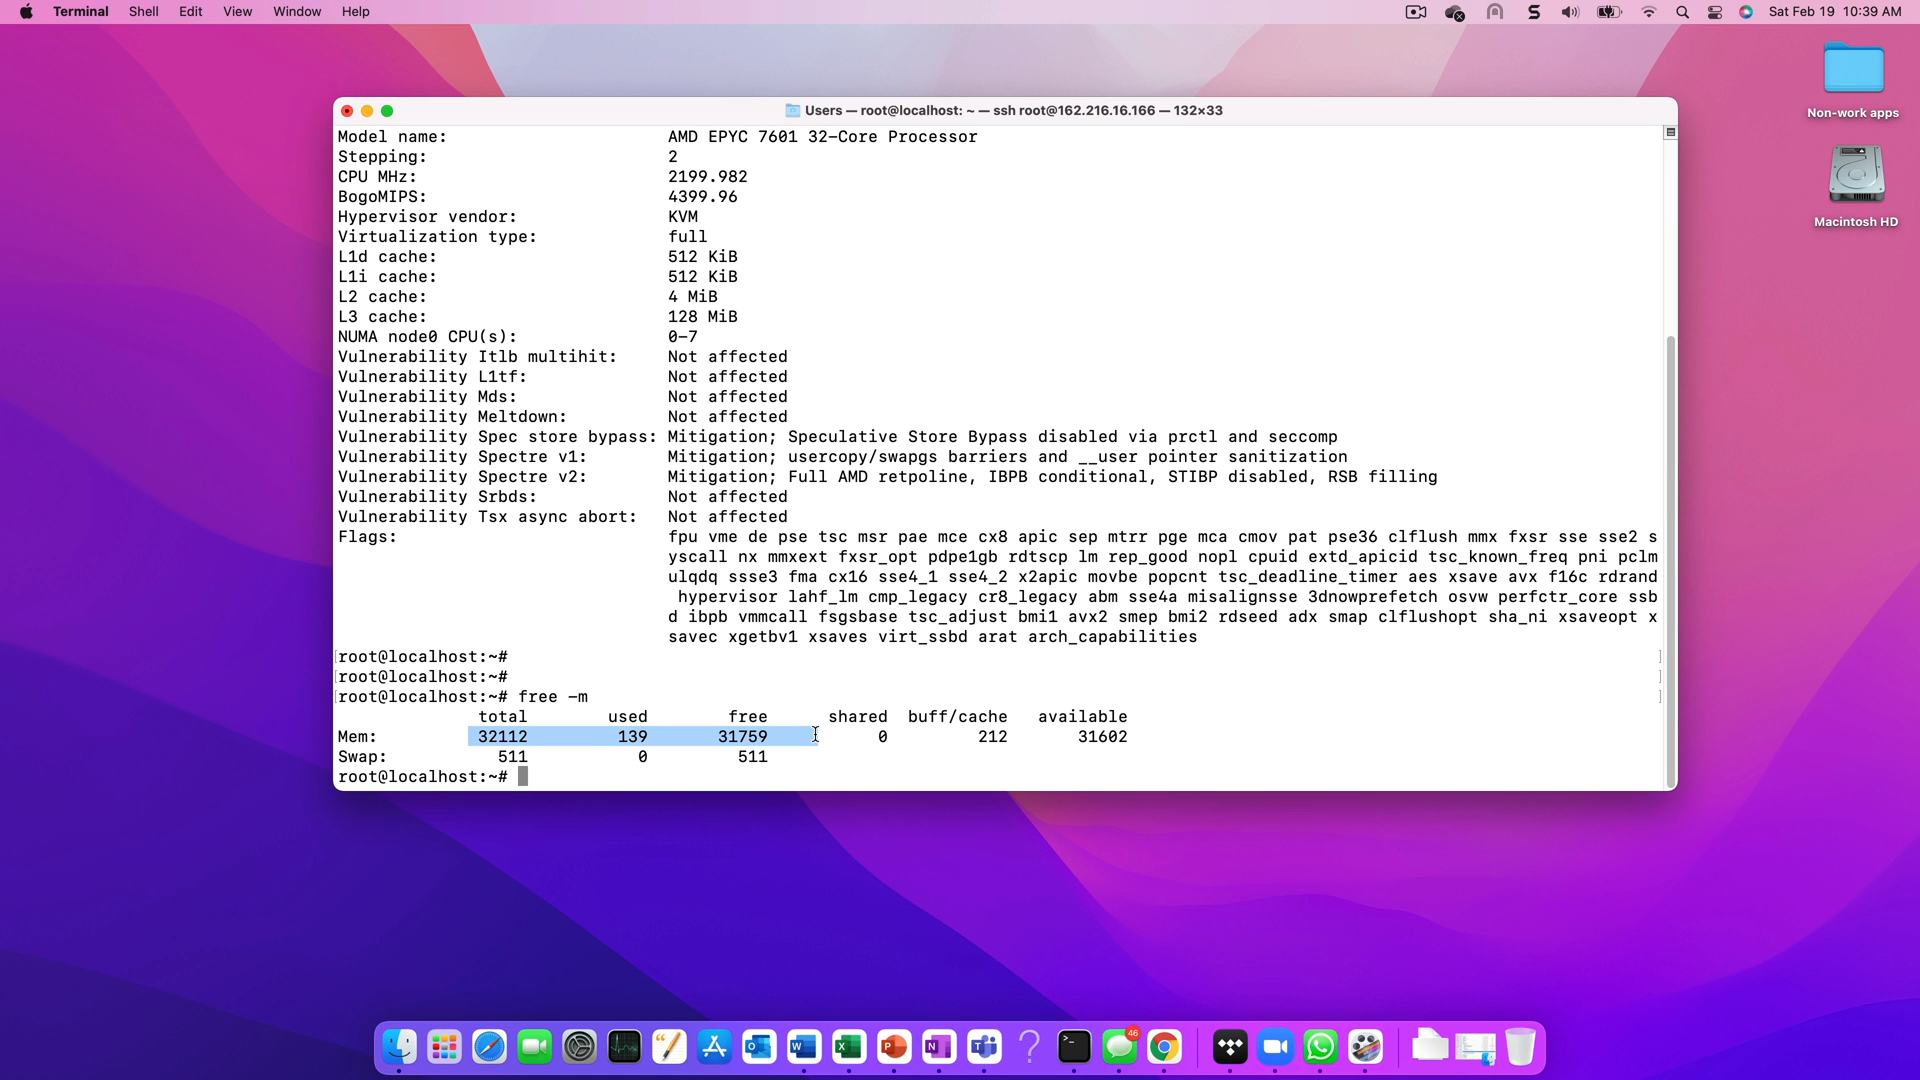 Terminal Shell Edit View Window Help Sat Feb 19 10:39 AM
Non-work apps
Macintosh HD
Users — root@localhost: ~ — ssh root@162.216.16.166 — 132×33
Model name: AMD EPYC 7601 32-Core Processor
Stepping: 2
CPU MHz: 2199.982
BogoMIPS: 4399.96
Hypervisor vendor: KVM
Virtualization type: full
L1d cache: 512 KiB
L1i cache: 512 KiB
L2 cache: 4 MiB
L3 cache: 128 MiB
NUMA node0 CPU(s): 0-7
Vulnerability Itlb multihit: Not affected
Vulnerability L1tf: Not affected
Vulnerability Mds: Not affected
Vulnerability Meltdown: Not affected
Vulnerability Spec store bypass: Mitigation; Speculative Store Bypass disabled via prctl and seccomp
Vulnerability Spectre v1: Mitigation; usercopy/swapgs barriers and __user pointer sanitization
Vulnerability Spectre v2: Mitigation; Full AMD retpoline, IBPB conditional, STIBP disabled, RSB filling
Vulnerability Srbds: Not affected
Vulnerability Tsx async abort: Not affected
Flags: fpu vme de pse tsc msr pae mce cx8 apic sep mtrr pge mca cmov pat pse36 clflush mmx fxsr sse sse2 s
yscall nx mmxext fxsr_opt pdpe1gb rdtscp lm rep_good nopl cpuid extd_apicid tsc_known_freq pni pclm
ulqdq ssse3 fma cx16 sse4_1 sse4_2 x2apic movbe popcnt tsc_deadline_timer aes xsave avx f16c rdrand
hypervisor lahf_lm cmp_legacy cr8_legacy abm sse4a misalignsse 3dnowprefetch osvw perfctr_core ssb
d ibpb vmmcall fsgsbase tsc_adjust bmi1 avx2 smep bmi2 rdseed adx smap clflushopt sha_ni xsaveopt x
savec xgetbv1 xsaves virt_ssbd arat arch_capabilities
[root@localhost:~# ]
[root@localhost:~# ]
[root@localhost:~# free -m ]
total used free shared buff/cache available
Mem: 32112 139 31759 0 212 31602
Swap: 511 0 511
root@localhost:~#
46